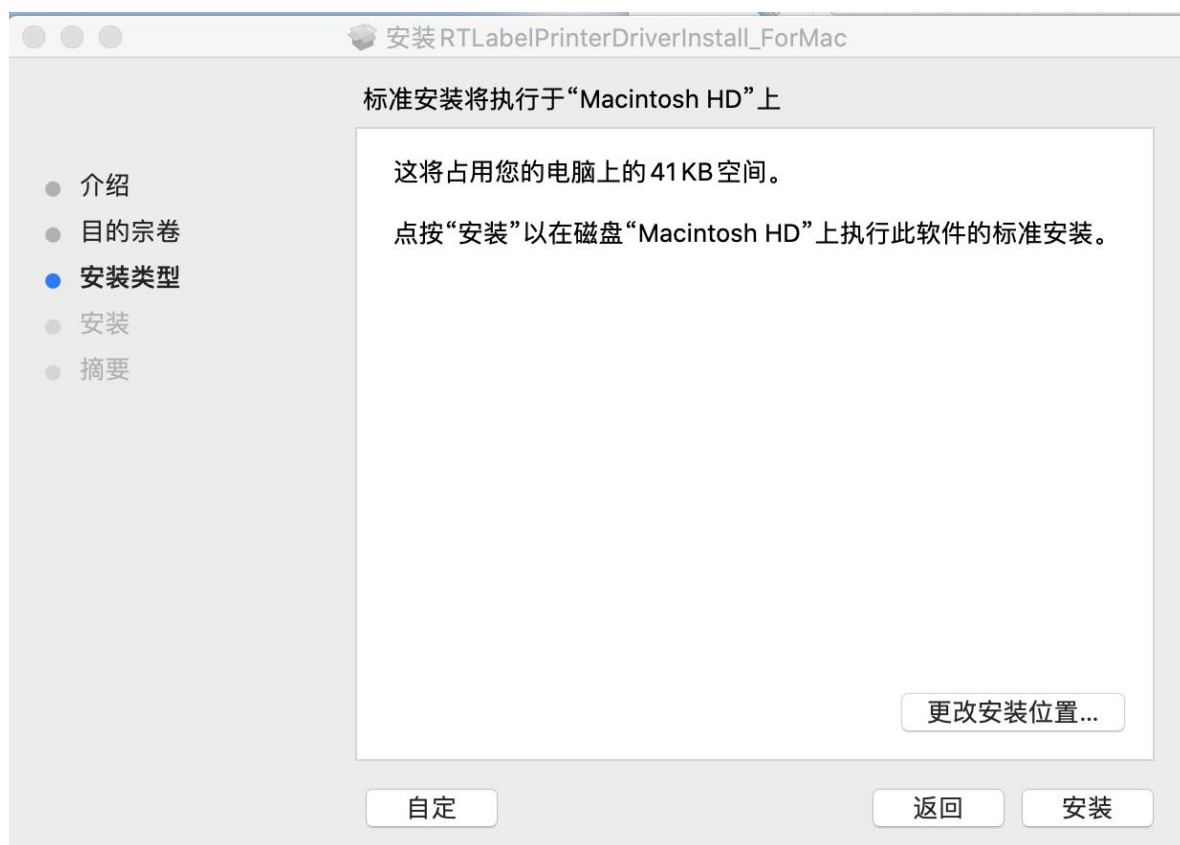 安装RTLabelPrinterDriverInstall_ForMac
标准安装将执行于“Macintosh HD”上
介绍
目的宗卷
安装类型
安装
摘要
这将占用您的电脑上的41 KB 空间。
点按“安装”以在磁盘“Macintosh HD”上执行此软件的标准安装。
更改安装位置...
自定
返回
安装